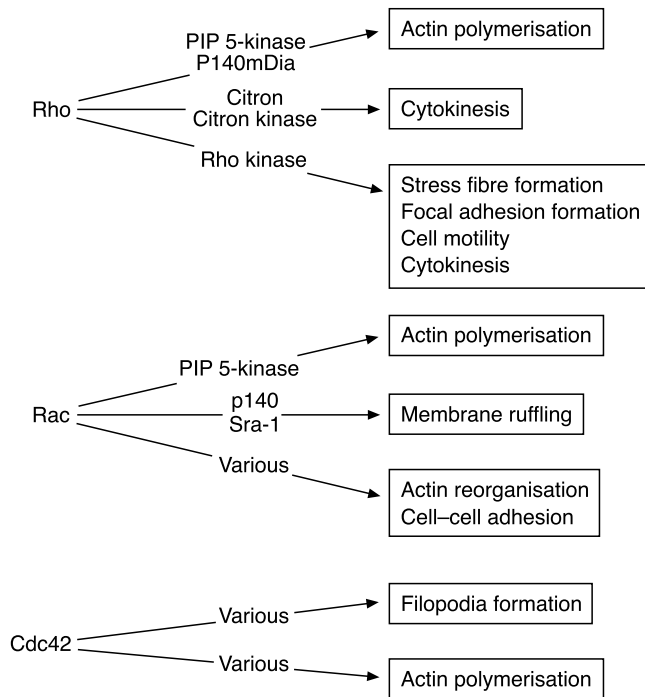 PIP 5-kinase
P140mDia
Actin polymerisation
Rho
Citron
Citron kinase
Cytokinesis
Rho kinase
Stress fibre formation
Focal adhesion formation
Cell motility
Cytokinesis
PIP 5-kinase
Actin polymerisation
Rac
p140
Sra-1
Membrane ruffling
Various
Actin reorganisation
Cell–cell adhesion
Cdc42
Various
Filopodia formation
Various
Actin polymerisation